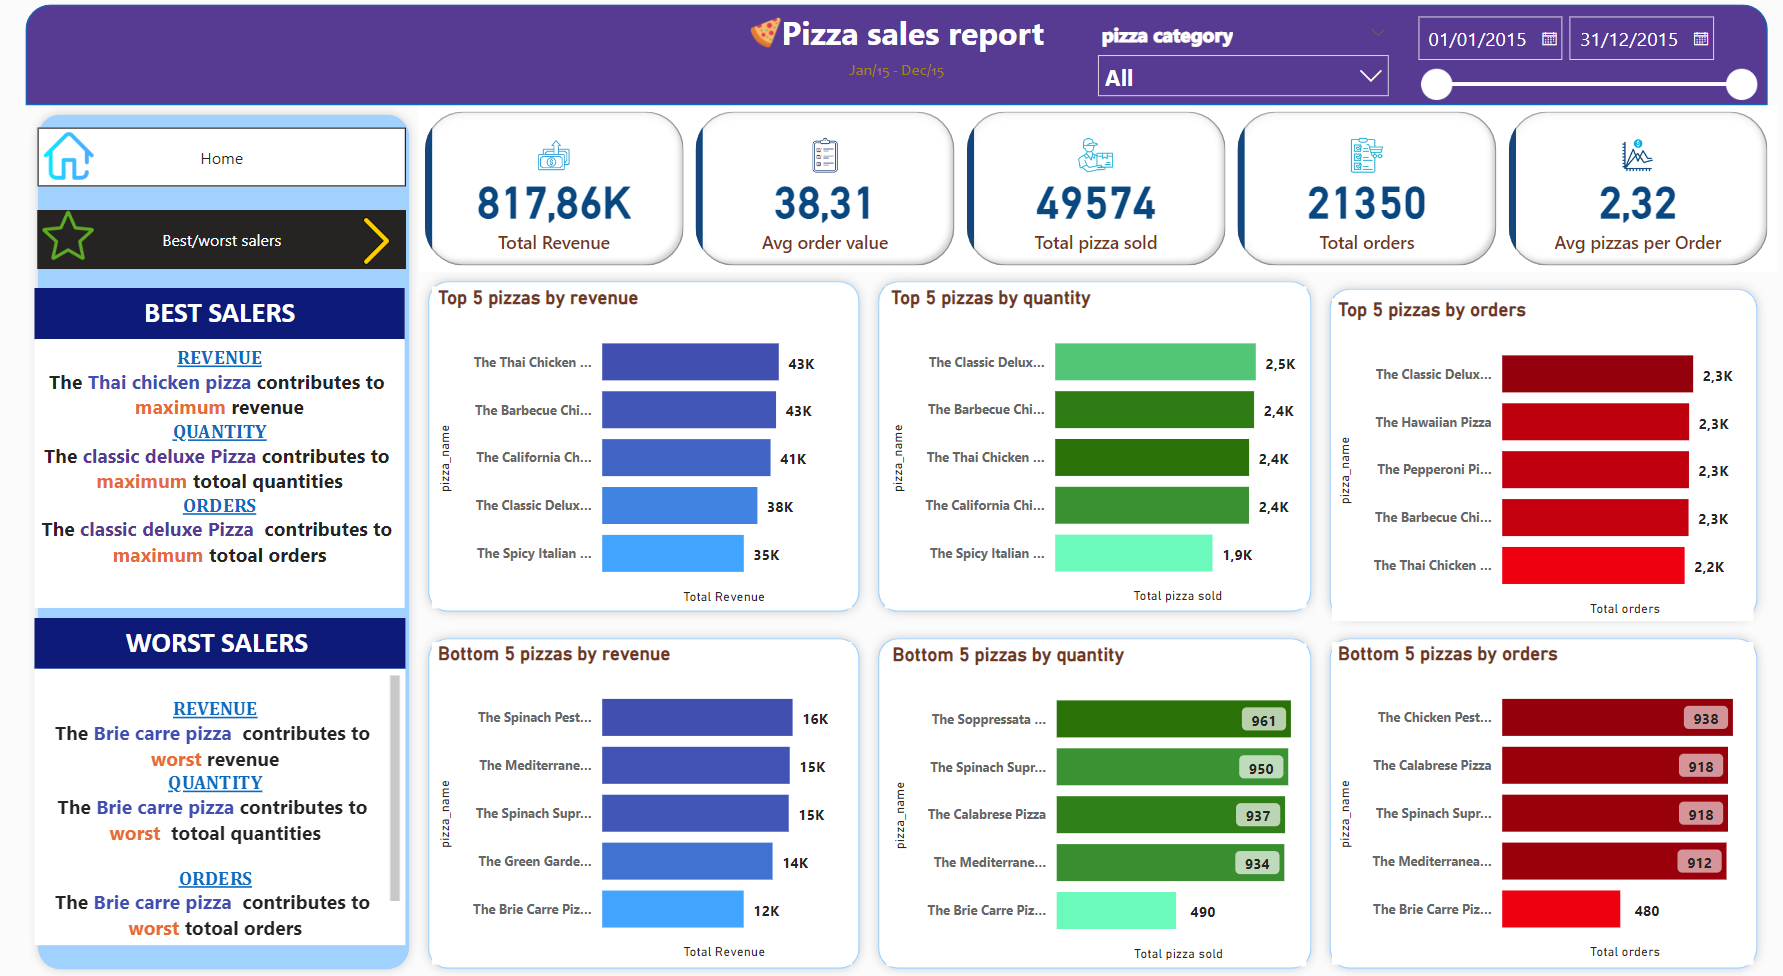 Pizza sales report
Jan/15 - Dec/15
pizza category
All
01/01/2015
31/12/2015
Home
Best/worst salers
BEST SALERS
REVENUE
The Thai chicken pizza contributes to
maximum revenue
QUANTITY
The classic deluxe Pizza contributes to
maximum totoal quantities
ORDERS
The classic deluxe Pizza contributes to
maximum totoal orders
WORST SALERS
REVENUE
The Brie carre pizza contributes to
worst revenue
QUANTITY
The Brie carre pizza contributes to
worst totoal quantities
ORDERS
The Brie carre pizza contributes to
worst totoal orders
817,86K
Total Revenue
38,31
Avg order value
49574
Total pizza sold
21350
Total orders
2,32
Avg pizzas per Order
Top 5 pizzas by revenue
pizza_name
The Thai Chicken ... 43K
The Barbecue Chi... 43K
The California Ch... 41K
The Classic Delux... 38K
The Spicy Italian ... 35K
Total Revenue
Top 5 pizzas by quantity
pizza_name
The Classic Delux... 2,5K
The Barbecue Chi... 2,4K
The Thai Chicken ... 2,4K
The California Chi... 2,4K
The Spicy Italian ... 1,9K
Total pizza sold
Top 5 pizzas by orders
pizza_name
The Classic Delux... 2,3K
The Hawaiian Pizza 2,3K
The Pepperoni Pi... 2,3K
The Barbecue Chi... 2,3K
The Thai Chicken ... 2,2K
Total orders
Bottom 5 pizzas by revenue
pizza_name
The Spinach Pest... 16K
The Mediterrane... 15K
The Spinach Supr... 15K
The Green Garde... 14K
The Brie Carre Piz... 12K
Total Revenue
Bottom 5 pizzas by quantity
pizza_name
The Soppressata ... 961
The Spinach Supr... 950
The Calabrese Pizza 937
The Mediterrane... 934
The Brie Carre Piz... 490
Total pizza sold
Bottom 5 pizzas by orders
pizza_name
The Chicken Pest... 938
The Calabrese Pizza 918
The Spinach Supr... 918
The Mediterranea... 912
The Brie Carre Piz... 480
Total orders